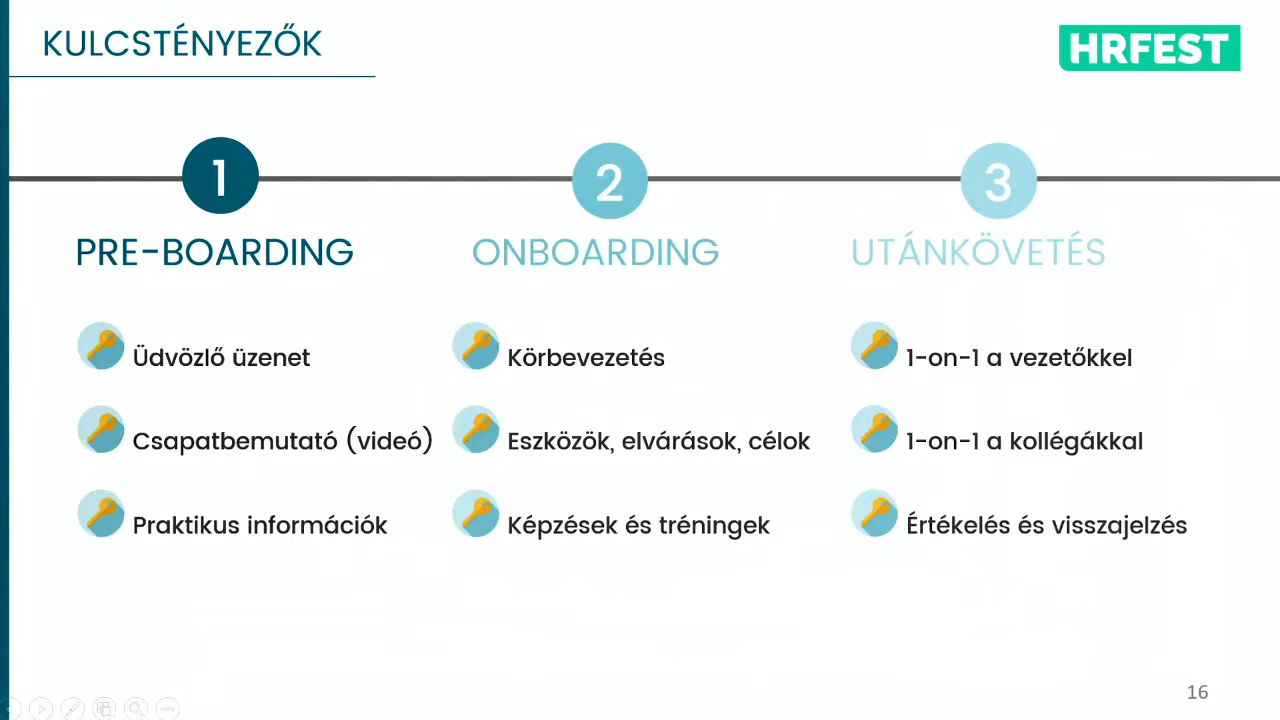 KULCSTÉNYEZŐK
HRFEST
1
2
3
PRE-BOARDING
ONBOARDING
UTÁNKÖVETÉS
Üdvözlő üzenet
Körbevezetés
1-on-1 a vezetőkkel
Csapatbemutató (videó)
Eszközök, elvárások, célok
1-on-1 a kollégákkal
Praktikus információk
Képzések és tréningek
Értékelés és visszajelzés
16